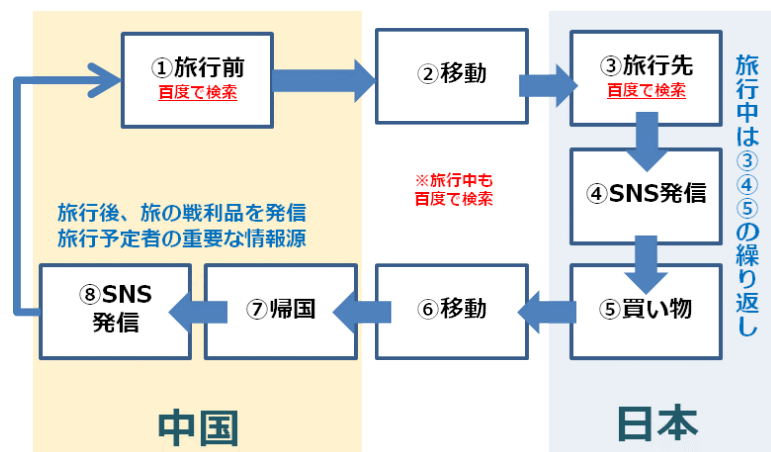 ①旅行前
百度で検索
②移動
③旅行先
百度で検索
旅行中は③④⑤の繰り返し
※旅行中も
百度で検索
④SNS発信
旅行後、旅の戦利品を発信
旅行予定者の重要な情報源
⑧SNS
発信
⑦帰国
⑥移動
⑤買い物
中国
日本